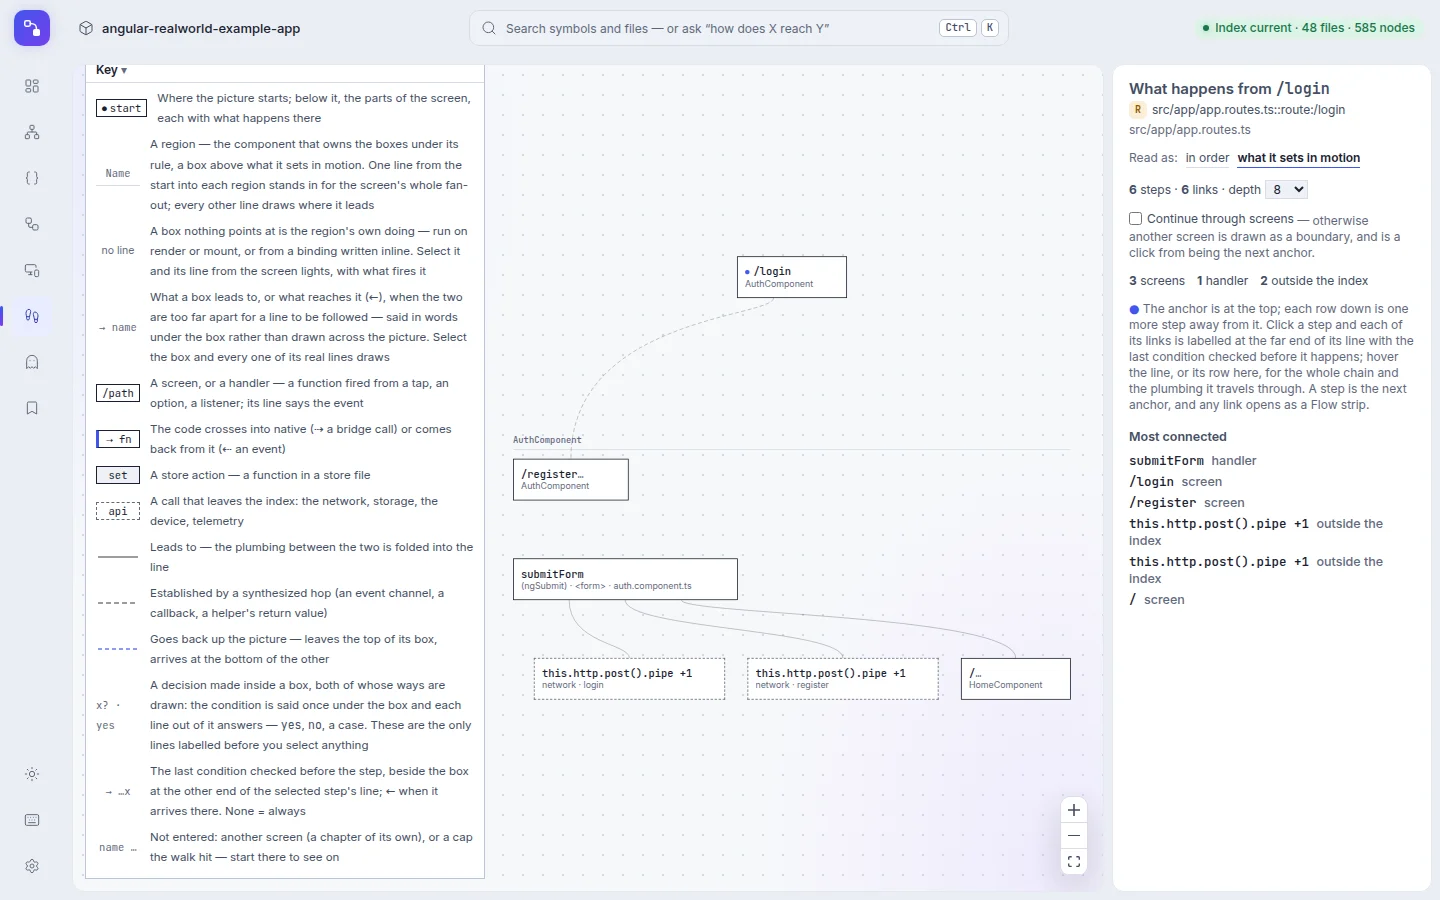 angular-realworld-example-app
Search symbols and files — or ask “how does X reach Y”
Ctrl K
Index current · 48 files · 585 nodes
Key ▾
start
Where the picture starts; below it, the parts of the screen,
each with what happens there
Name
A region — the component that owns the boxes under its
rule, a box above what it sets in motion. One line from the
start into each region stands in for the screen's whole fan-
out; every other line draws where it leads
no line
A box nothing points at is the region's own doing — run on
render or mount, or from a binding written inline. Select it
and its line from the screen lights, with what fires it
→ name
What a box leads to, or what reaches it (←), when the two
are too far apart for a line to be followed — said in words
under the box rather than drawn across the picture. Select
the box and every one of its real lines draws
/path
A screen, or a handler — a function fired from a tap, an
option, a listener; its line says the event
⇢ fn
The code crosses into native (⇢ a bridge call) or comes
back from it (⇠ an event)
set
A store action — a function in a store file
api
A call that leaves the index: the network, storage, the
device, telemetry
Leads to — the plumbing between the two is folded into the
line
Established by a synthesized hop (an event channel, a
callback, a helper's return value)
Goes back up the picture — leaves the top of its box,
arrives at the bottom of the other
x? ·
yes
A decision made inside a box, both of whose ways are
drawn: the condition is said once under the box and each
line out of it answers — yes, no, a case. These are the only
lines labelled before you select anything
→ …x
The last condition checked before the step, beside the box
at the other end of the selected step's line; ← when it
arrives there. None = always
name …
Not entered: another screen (a chapter of its own), or a cap
the walk hit — start there to see on
/login
AuthComponent
AuthComponent
/register…
AuthComponent
submitForm
(ngSubmit) · <form> · auth.component.ts
this.http.post().pipe +1
network · login
this.http.post().pipe +1
network · register
/…
HomeComponent
What happens from /login
R src/app/app.routes.ts::route:/login
src/app/app.routes.ts
Read as: in order what it sets in motion
6 steps · 6 links · depth 8
Continue through screens — otherwise
another screen is drawn as a boundary, and is a
click from being the next anchor.
3 screens 1 handler 2 outside the index
The anchor is at the top; each row down is one
more step away from it. Click a step and each of
its links is labelled at the far end of its line with the
last condition checked before it happens; hover
the line, or its row here, for the whole chain and
the plumbing it travels through. A step is the next
anchor, and any link opens as a Flow strip.
Most connected
submitForm handler
/login screen
/register screen
this.http.post().pipe +1 outside the
index
this.http.post().pipe +1 outside the
index
/ screen